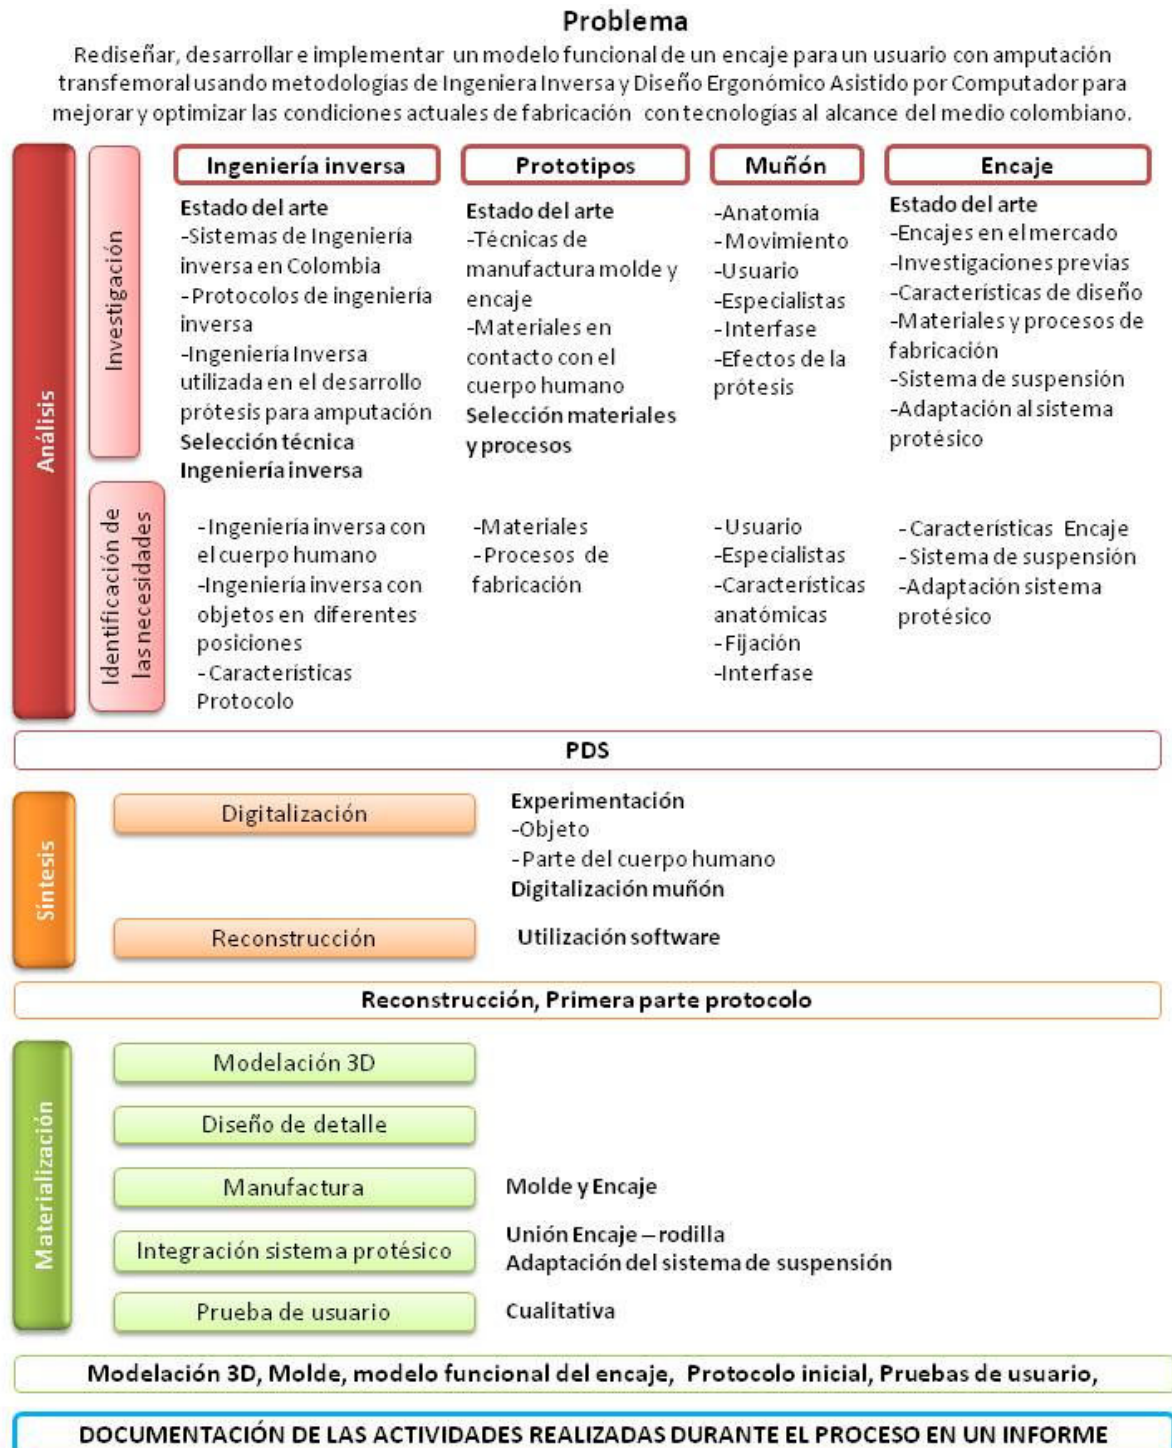 Problema
Rediseñar, desarrollar e implementar un modelo funcional de un encaje para un usuario con amputación
transfemoral usando metodologías de Ingeniera Inversa y Diseño Ergonómico Asistido por Computador para
mejorar y optimizar las condiciones actuales de fabricación con tecnologías al alcance del medio colombiano.
Análisis
Investigación
Ingeniería inversa
Estado del arte
-Sistemas de Ingeniería
inversa en Colombia
-Protocolos de ingeniería
inversa
-Ingeniería Inversa
utilizada en el desarrollo
prótesis para amputación
Selección técnica
Ingeniería inversa
Prototipos
Estado del arte
-Técnicas de
manufactura molde y
encaje
-Materiales en
contacto con el
cuerpo humano
Selección materiales
y procesos
Muñón
-Anatomía
-Movimiento
-Usuario
-Especialistas
-Interfase
-Efectos de la
prótesis
Encaje
Estado del arte
-Encajes en el mercado
-Investigaciones previas
-Características de diseño
-Materiales y procesos de
fabricación
-Sistema de suspensión
-Adaptación al sistema
protésico
Identificación de
las necesidades
-Ingeniería inversa con
el cuerpo humano
-Ingeniería inversa con
objetos en diferentes
posiciones
-Características
Protocolo
-Materiales
-Procesos de
fabricación
-Usuario
-Especialistas
-Características
anatómicas
-Fijación
-Interfase
-Características Encaje
-Sistema de suspensión
-Adaptación sistema
protésico
PDS
Síntesis
Digitalización
Experimentación
-Objeto
-Parte del cuerpo humano
Digitalización muñón
Reconstrucción
Utilización software
Reconstrucción, Primera parte protocolo
Materialización
Modelación 3D
Diseño de detalle
Manufactura
Molde y Encaje
Integración sistema protésico
Unión Encaje – rodilla
Adaptación del sistema de suspensión
Prueba de usuario
Cualitativa
Modelación 3D, Molde, modelo funcional del encaje, Protocolo inicial, Pruebas de usuario,
DOCUMENTACIÓN DE LAS ACTIVIDADES REALIZADAS DURANTE EL PROCESO EN UN INFORME